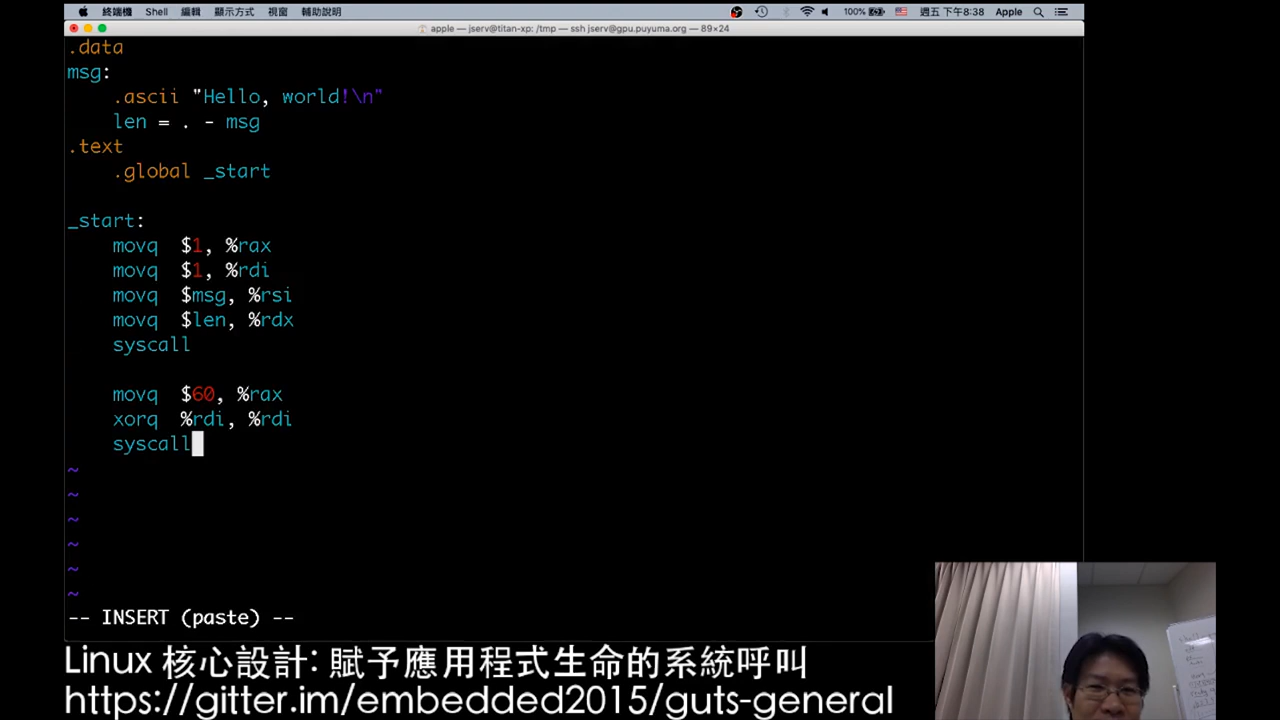 終端機 Shell 編輯 顯示方式 視窗 輔助說明 100% 週五 下午8:38 Apple
apple — jserv@titan-xp: /tmp — ssh jserv@gpu.puyuma.org — 89×24
.data
msg:
    .ascii "Hello, world!\n"
    len = . - msg
.text
    .global _start
_start:
    movq  $1, %rax
    movq  $1, %rdi
    movq  $msg, %rsi
    movq  $len, %rdx
    syscall
    movq  $60, %rax
    xorq  %rdi, %rdi
    syscall
~
~
~
~
~
~
-- INSERT (paste) --
Linux 核心設計: 賦予應用程式生命的系統呼叫
https://gitter.im/embedded2015/guts-general